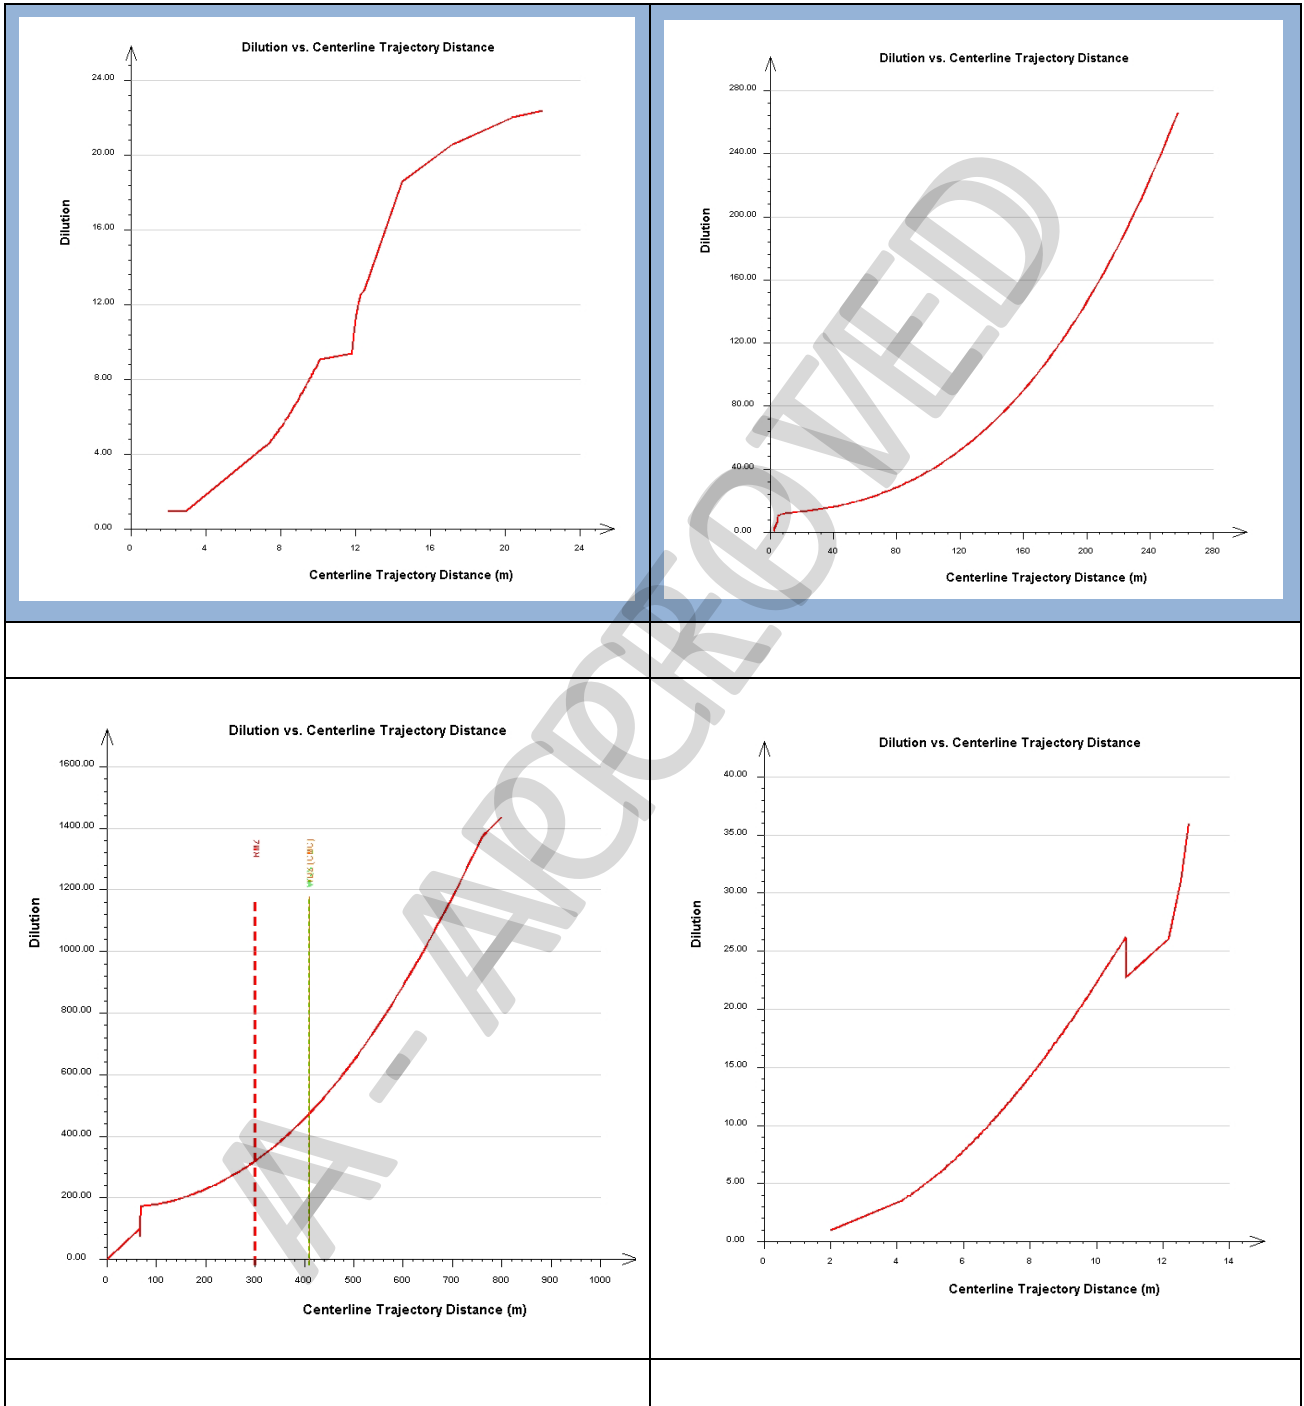 Dilution vs. Centerline Trajectory Distance
24.00
20.00
16.00
12.00
8.00
4.00
0.00
Dilution
0 4 8 12 16 20 24
Centerline Trajectory Distance (m)
Dilution vs. Centerline Trajectory Distance
280.00
240.00
200.00
160.00
120.00
80.00
40.00
0.00
Dilution
0 40 80 120 160 200 240 280
Centerline Trajectory Distance (m)
Dilution vs. Centerline Trajectory Distance
1600.00
1400.00
1200.00
1000.00
800.00
600.00
400.00
200.00
0.00
Dilution
0 100 200 300 400 500 600 700 800 900 1000
Centerline Trajectory Distance (m)
Dilution vs. Centerline Trajectory Distance
40.00
35.00
30.00
25.00
20.00
15.00
10.00
5.00
0.00
Dilution
0 2 4 6 8 10 12 14
Centerline Trajectory Distance (m)
A - APPROVED